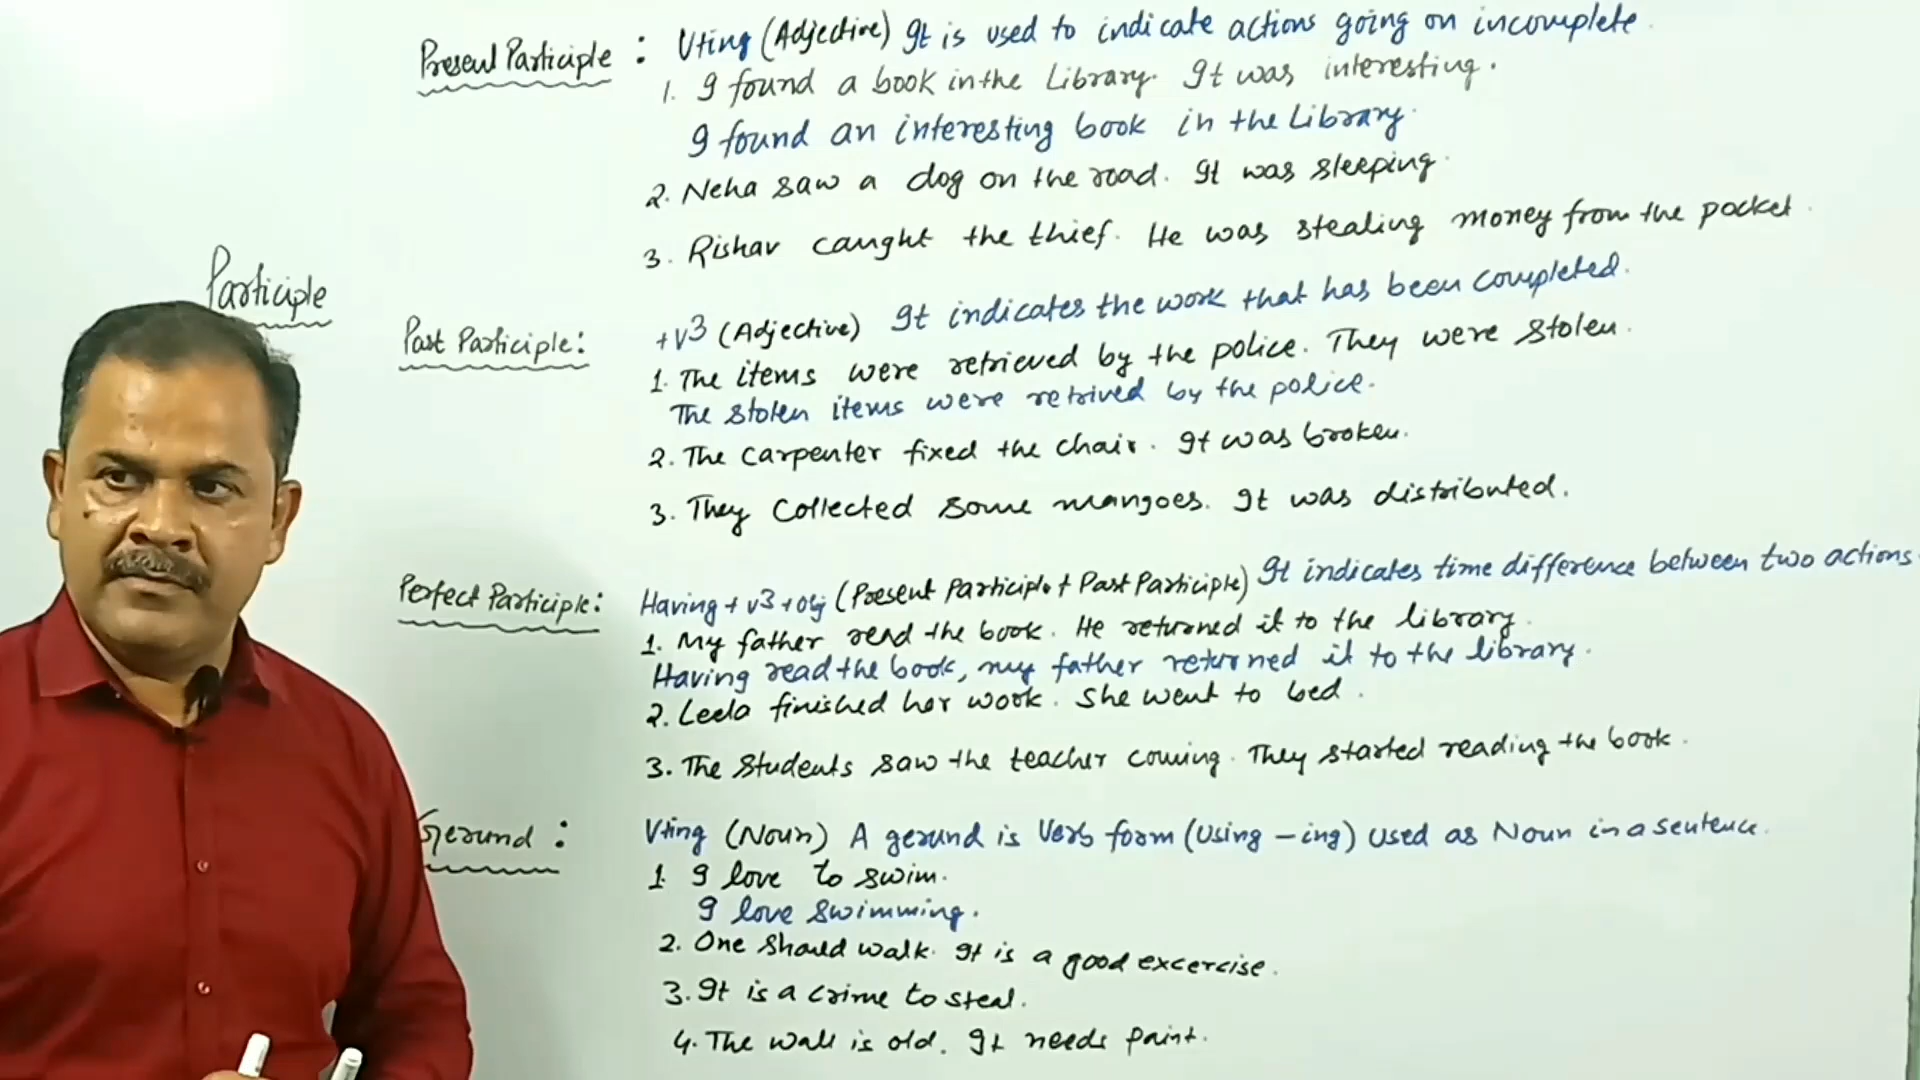 Participle
Present Participle : V+ing (Adjective) It is used to indicate actions going on incomplete.
1. I found a book in the Library. It was interesting.
I found an interesting book in the Library.
2. Neha saw a dog on the road. It was sleeping.
3. Rishav caught the thief. He was stealing money from the pocket.
Past Participle: +V3 (Adjective) It indicates the work that has been completed.
1. The items were retrieved by the police. They were stolen.
The stolen items were retrived by the police.
2. The carpenter fixed the chair. It was broken.
3. They collected some mangoes. It was distributed.
Perfect Participle: Having + V3 + obj (Present Participle + Past Participle) It indicates time difference between two actions
1. My father read the book. He returned it to the library.
Having read the book, my father returned it to the library.
2. Leela finished her work. She went to bed.
3. The students saw the teacher coming. They started reading the book.
Gerund : V+ing (Noun) A gerund is Verb form (Using -ing) used as Noun in a sentence.
1. I love to swim.
I love swimming.
2. One should walk. It is a good excercise.
3. It is a crime to steal.
4. The wall is old. It needs paint.